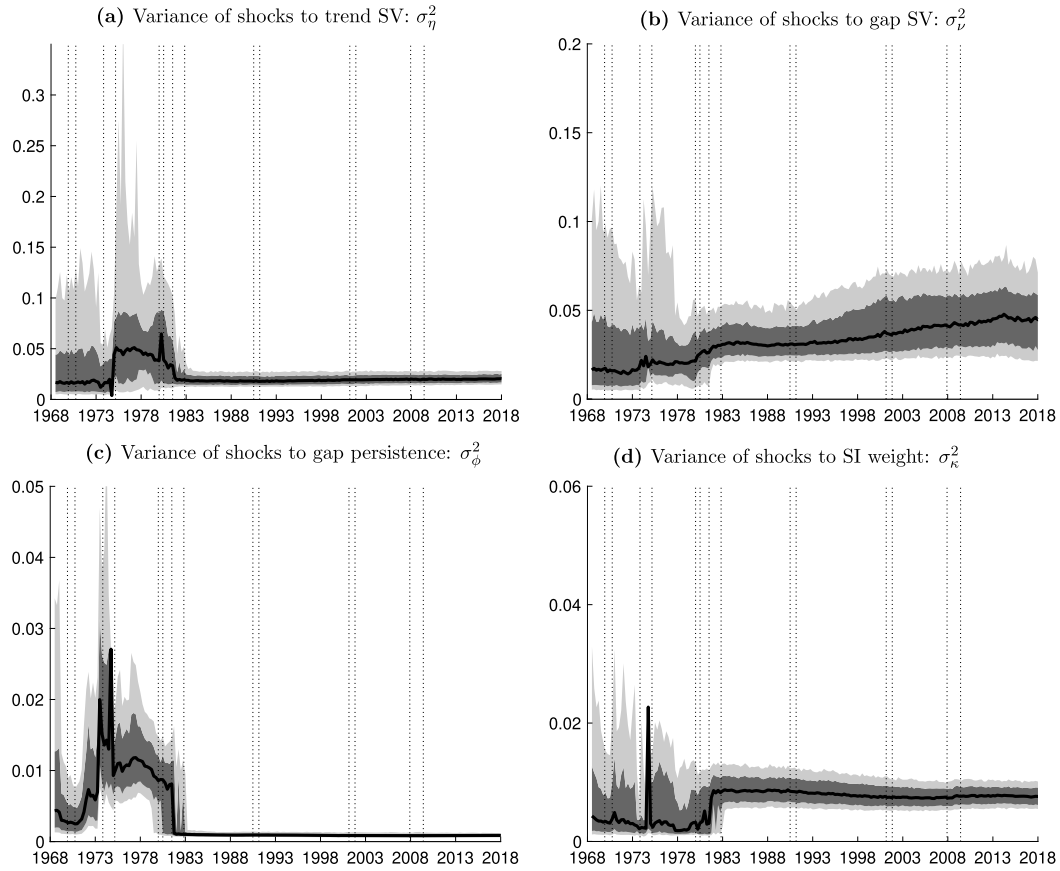 (a) Variance of shocks to trend SV: σ²_η
0.3
0.25
0.2
0.15
0.1
0.05
0
1968 1973 1978 1983 1988 1993 1998 2003 2008 2013 2018
(b) Variance of shocks to gap SV: σ²_ν
0.2
0.15
0.1
0.05
0
1968 1973 1978 1983 1988 1993 1998 2003 2008 2013 2018
(c) Variance of shocks to gap persistence: σ²_ϕ
0.05
0.04
0.03
0.02
0.01
0
1968 1973 1978 1983 1988 1993 1998 2003 2008 2013 2018
(d) Variance of shocks to SI weight: σ²_κ
0.06
0.04
0.02
0
1968 1973 1978 1983 1988 1993 1998 2003 2008 2013 2018